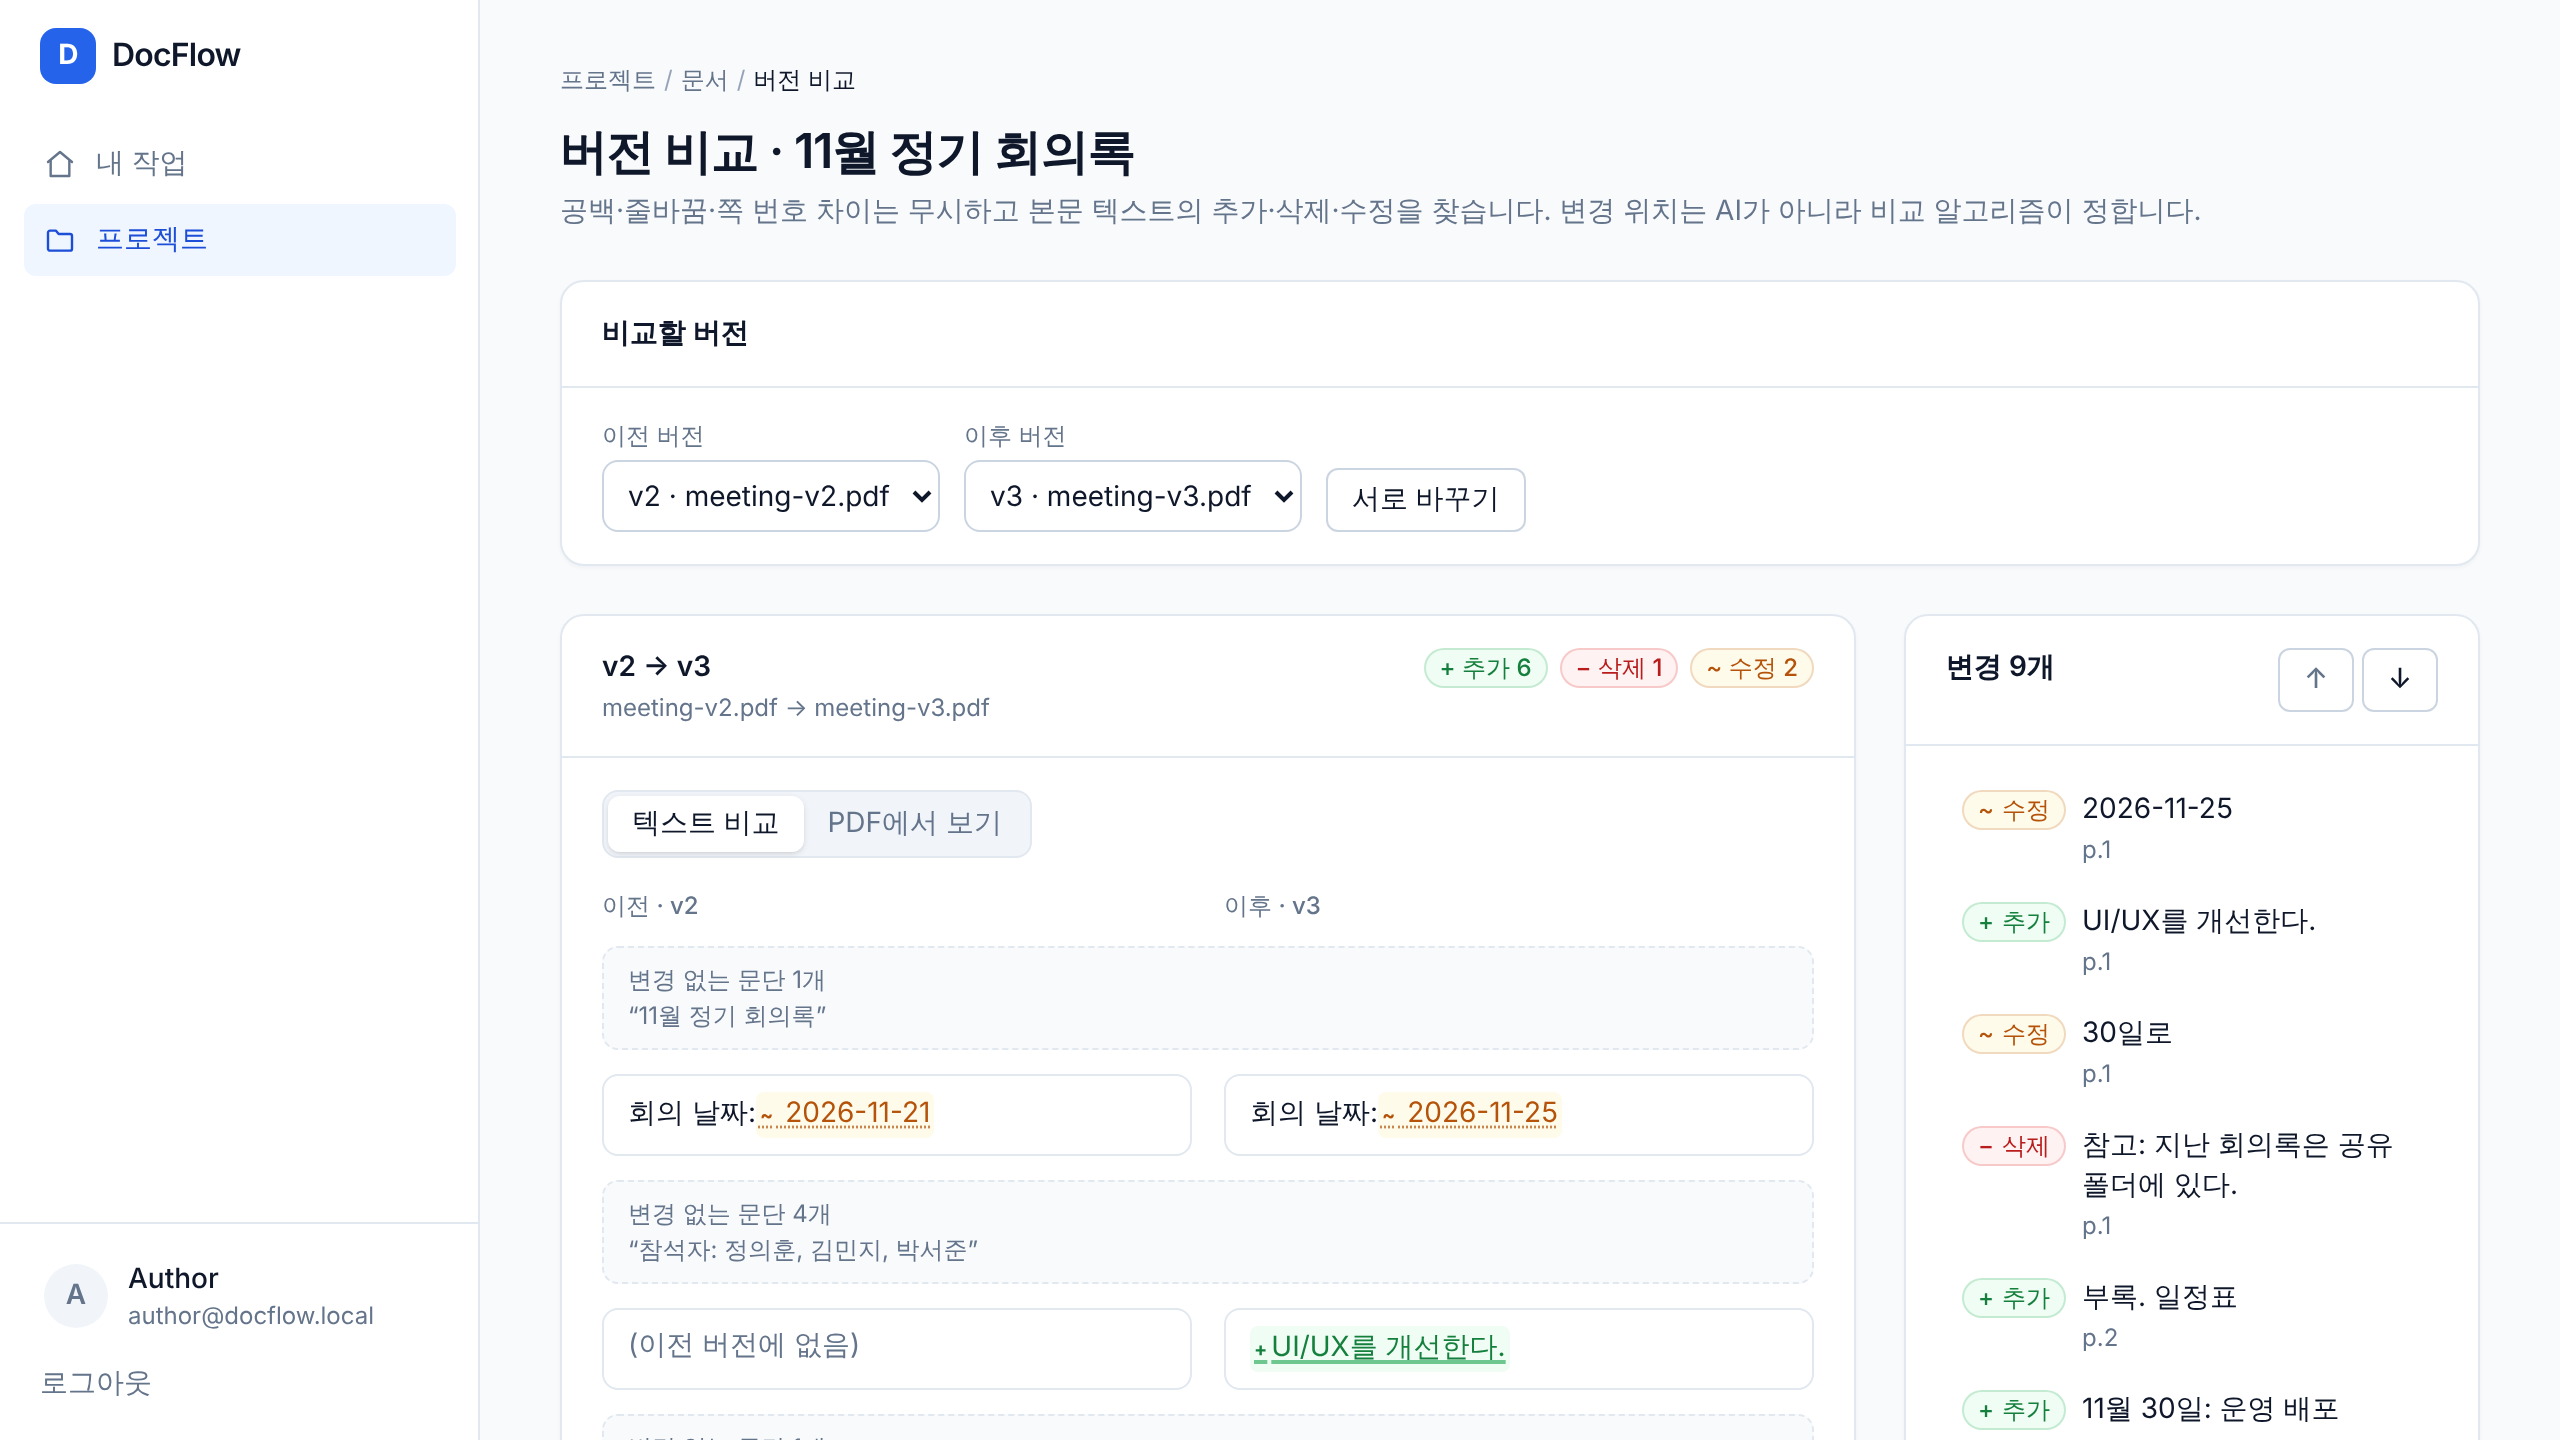 D DocFlow
내 작업
프로젝트
Author
A
author@docflow.local
로그아웃
프로젝트 / 문서 / 버전 비교
버전 비교 · 11월 정기 회의록
공백·줄바꿈·쪽 번호 차이는 무시하고 본문 텍스트의 추가·삭제·수정을 찾습니다. 변경 위치는 AI가 아니라 비교 알고리즘이 정합니다.
비교할 버전
이전 버전
이후 버전
v2 · meeting-v2.pdf
v3 · meeting-v3.pdf
서로 바꾸기
v2 → v3
+ 추가 6
− 삭제 1
~ 수정 2
meeting-v2.pdf → meeting-v3.pdf
텍스트 비교
PDF에서 보기
이전 · v2
이후 · v3
변경 없는 문단 1개
“11월 정기 회의록”
회의 날짜:~ 2026-11-21
회의 날짜:~ 2026-11-25
변경 없는 문단 4개
“참석자: 정의훈, 김민지, 박서준”
(이전 버전에 없음)
+UI/UX를 개선한다.
변경 9개
↑
↓
~ 수정 2026-11-25
p.1
+ 추가 UI/UX를 개선한다.
p.1
~ 수정 30일로
p.1
− 삭제 참고: 지난 회의록은 공유
폴더에 있다.
p.1
+ 추가 부록. 일정표
p.2
+ 추가 11월 30일: 운영 배포